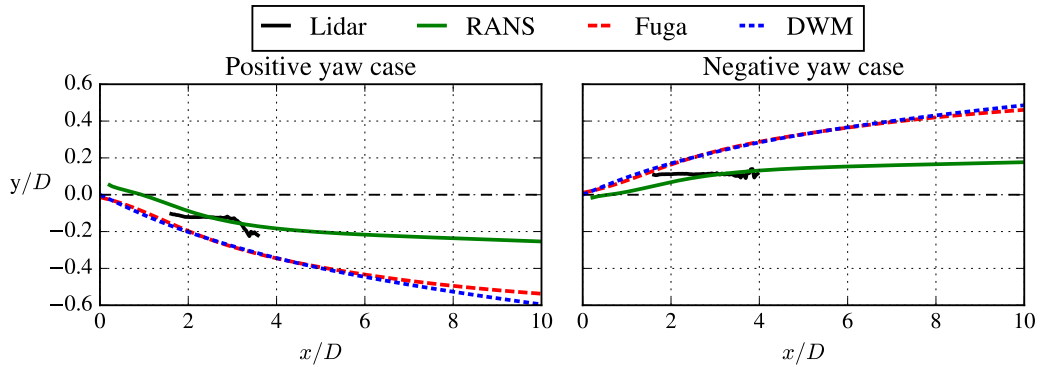 Lidar RANS Fuga DWM
Positive yaw case Negative yaw case
0.6
0.4
0.2
y/D 0.0
−0.2
−0.4
−0.6
0 2 4 6 8 10 0 2 4 6 8 10
x/D x/D